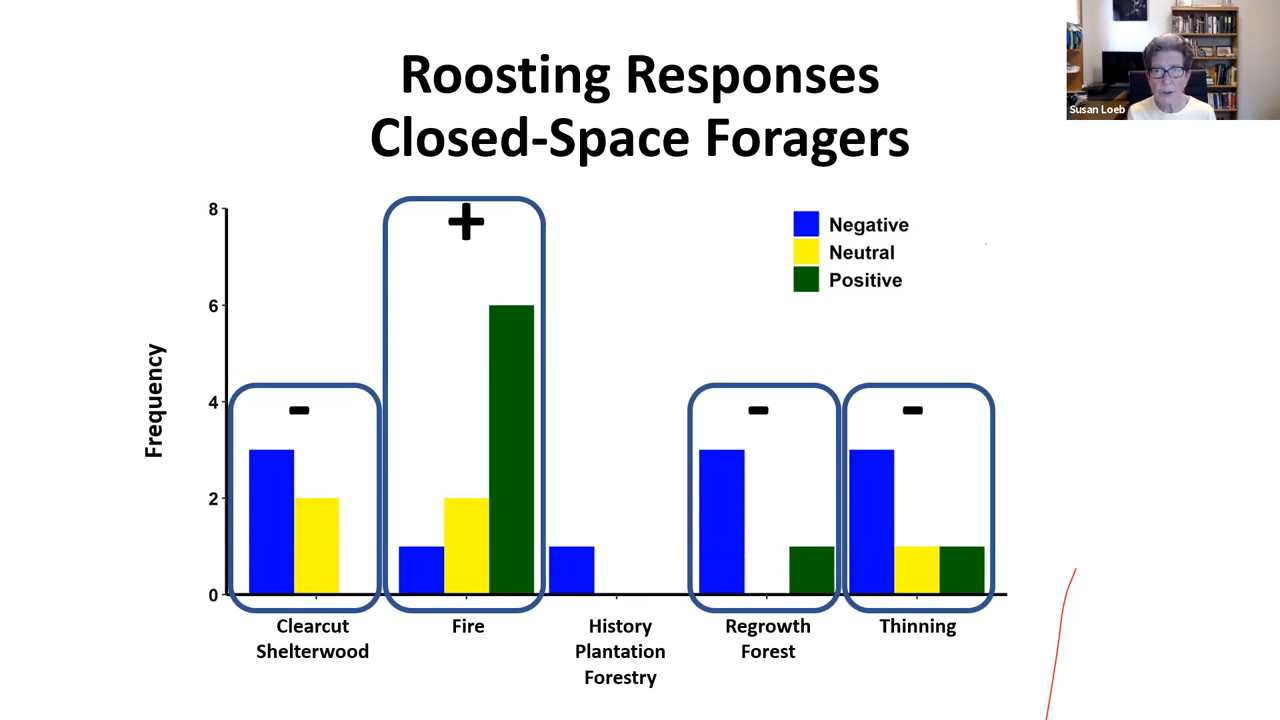 Roosting Responses
Closed-Space Foragers
Susan Loeb
8
6
4
2
0
Frequency
+
-
-
-
Negative
Neutral
Positive
Clearcut
Shelterwood
Fire
History
Plantation
Forestry
Regrowth
Forest
Thinning